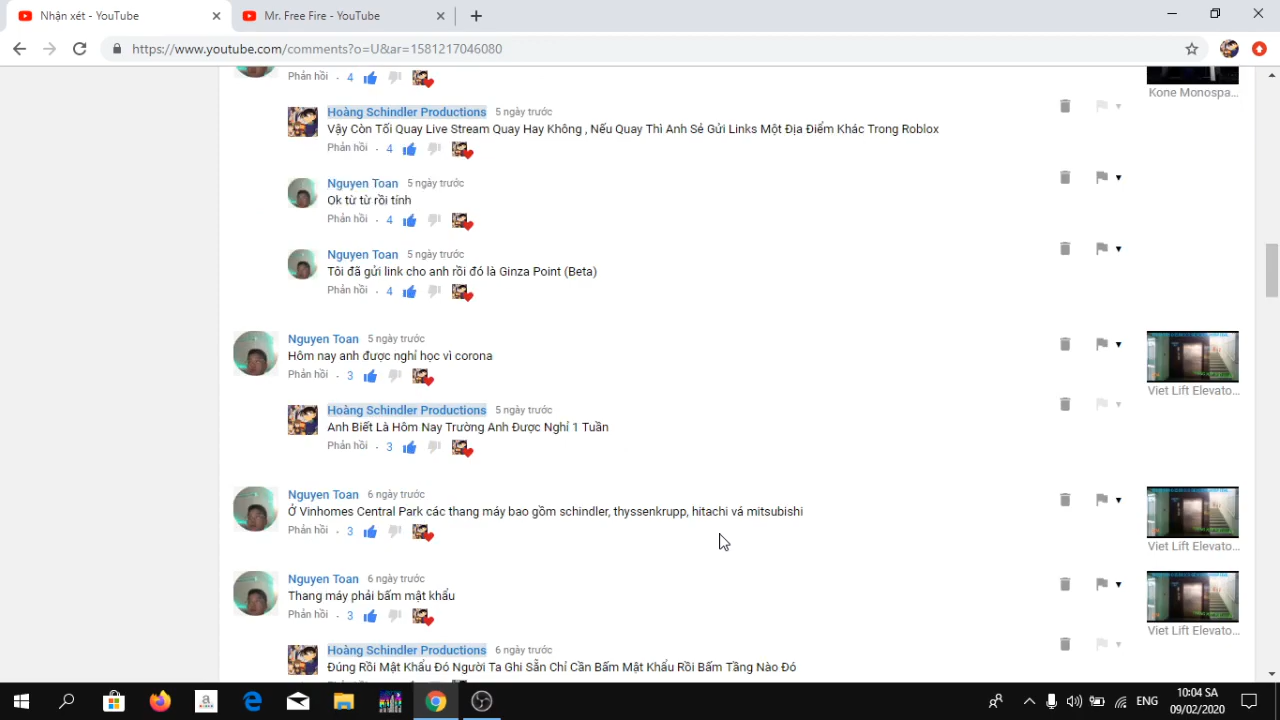 Nhận xét - YouTube
Mr. Free Fire - YouTube
https://www.youtube.com/comments?o=U&ar=1581217046080
Phản hồi . 4
Kone Monospa...
Hoàng Schindler Productions 5 ngày trước
Vậy Còn Tối Quay Live Stream Quay Hay Không , Nếu Quay Thì Anh Sẻ Gửi Links Một Địa Điểm Khác Trong Roblox
Phản hồi . 4
Nguyen Toan 5 ngày trước
Ok từ từ rồi tính
Phản hồi . 4
Nguyen Toan 5 ngày trước
Tôi đã gửi link cho anh rồi đó là Ginza Point (Beta)
Phản hồi . 4
Nguyen Toan 5 ngày trước
Hôm nay anh được nghỉ học vì corona
Phản hồi . 3
Viet Lift Elevato...
Hoàng Schindler Productions 5 ngày trước
Anh Biết Là Hôm Nay Trường Anh Được Nghỉ 1 Tuần
Phản hồi . 3
Nguyen Toan 6 ngày trước
Ở Vinhomes Central Park các thang máy bao gồm schindler, thyssenkrupp, hitachi vá mitsubishi
Phản hồi . 3
Viet Lift Elevato...
Nguyen Toan 6 ngày trước
Thang máy phải bấm mật khẩu
Phản hồi . 3
Viet Lift Elevato...
Hoàng Schindler Productions 6 ngày trước
Đúng Rồi Mật Khẩu Đó Người Ta Ghi Sẵn Chỉ Cần Bấm Mật Khẩu Rồi Bấm Tầng Nào Đó
ENG
10:04 SA
09/02/2020